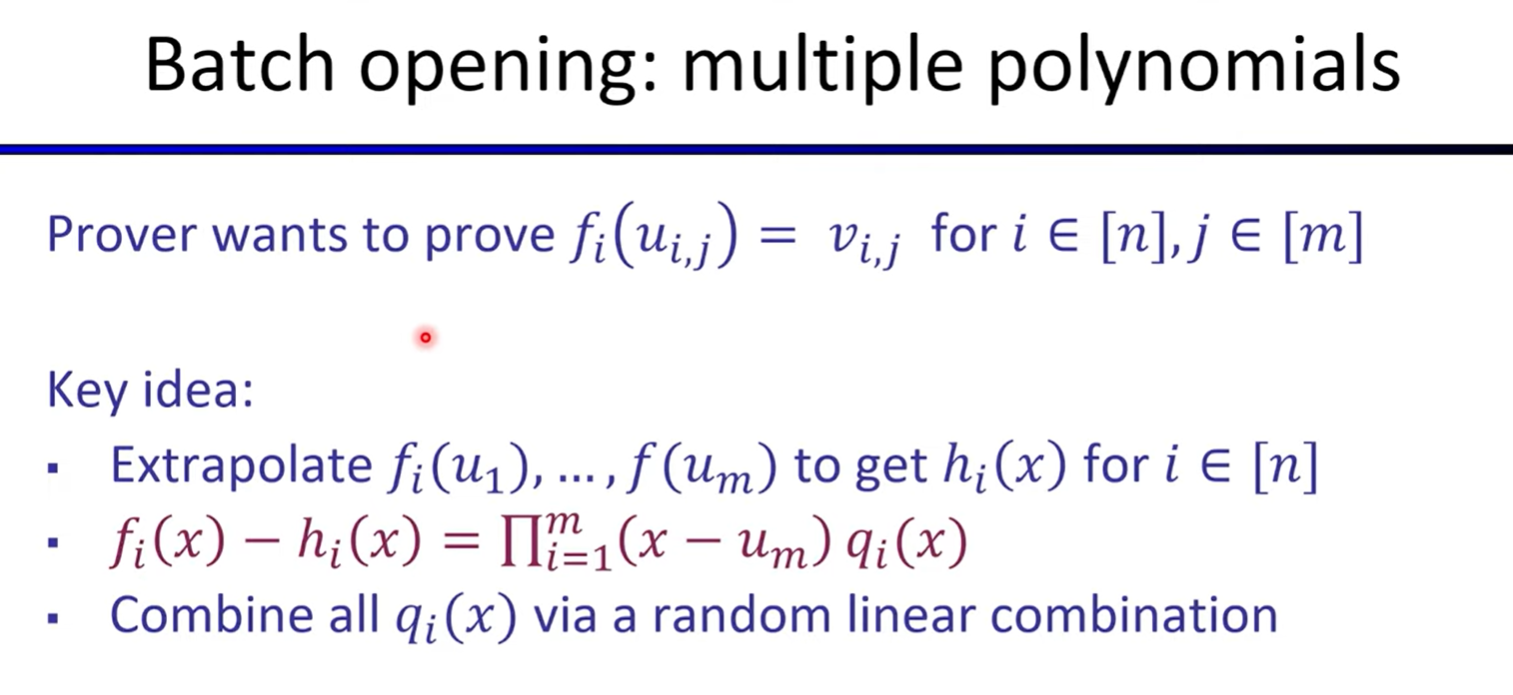 Batch opening: multiple polynomials
Prover wants to prove $f_i(u_{i,j}) = v_{i,j}$ for $i \in [n], j \in [m]$
Key idea:
▪ Extrapolate $f_i(u_1), \dots, f(u_m)$ to get $h_i(x)$ for $i \in [n]$
▪ $f_i(x) - h_i(x) = \prod_{i=1}^{m}(x - u_m) q_i(x)$
▪ Combine all $q_i(x)$ via a random linear combination